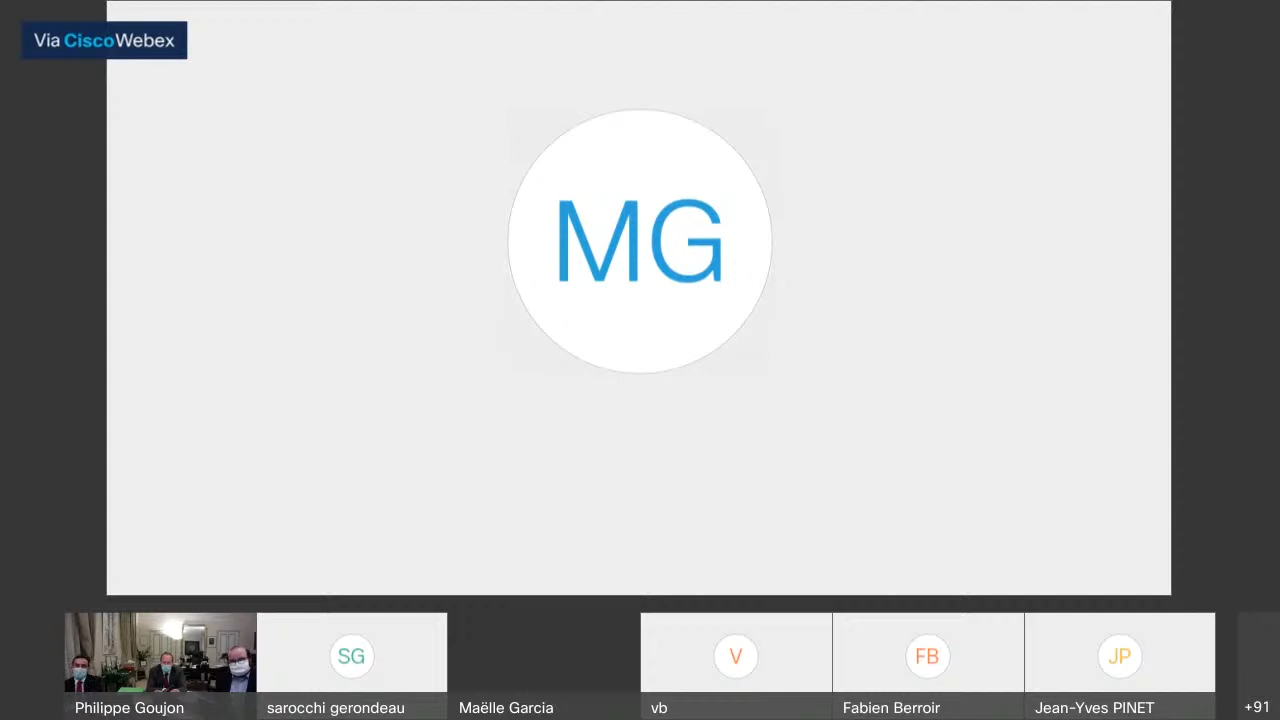 Via CiscoWebex
MG
SG
V
FB
JP
Philippe Goujon
sarocchi gerondeau
Maëlle Garcia
vb
Fabien Berroir
Jean-Yves PINET
+91